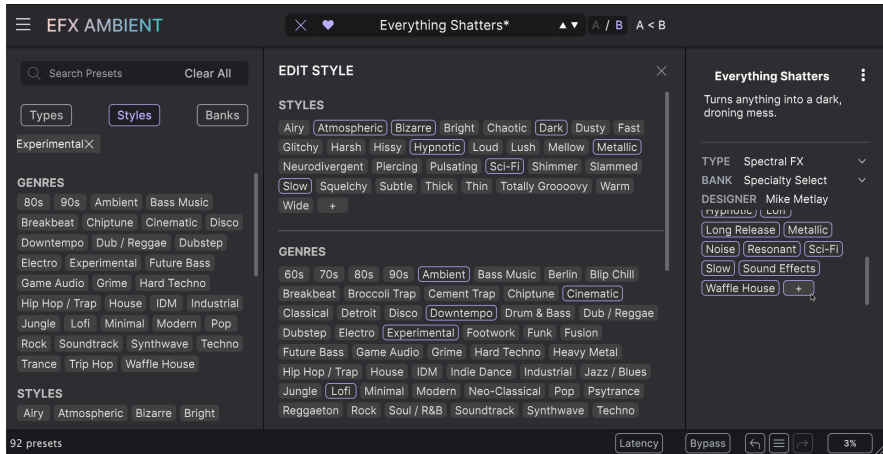 EFX AMBIENT
Everything Shatters*
A / B A < B
Search Presets Clear All
Types Styles Banks
Experimental
GENRES
80s 90s Ambient Bass Music
Breakbeat Chiptune Cinematic Disco
Downtempo Dub / Reggae Dubstep
Electro Experimental Future Bass
Game Audio Grime Hard Techno
Hip Hop / Trap House IDM Industrial
Jungle Lofi Minimal Modern Pop
Rock Soundtrack Synthwave Techno
Trance Trip Hop Waffle House
STYLES
Airy Atmospheric Bizarre Bright
EDIT STYLE
STYLES
Airy Atmospheric Bizarre Bright Chaotic Dark Dusty Fast
Glitchy Harsh Hissy Hypnotic Loud Lush Mellow Metallic
Neurodivergent Piercing Pulsating Sci-Fi Shimmer Slammed
Slow Squelchy Subtle Thick Thin Totally Grooooovy Warm
Wide +
GENRES
60s 70s 80s 90s Ambient Bass Music Berlin Blip Chill
Breakbeat Broccoli Trap Cement Trap Chiptune Cinematic
Classical Detroit Disco Downtempo Drum & Bass Dub / Reggae
Dubstep Electro Experimental Footwork Funk Fusion
Future Bass Game Audio Grime Hard Techno Heavy Metal
Hip Hop / Trap House IDM Indie Dance Industrial Jazz / Blues
Jungle Lofi Minimal Modern Neo-Classical Pop Psytrance
Reggaeton Rock Soul / R&B Soundtrack Synthwave Techno
Everything Shatters
Turns anything into a dark,
droning mess.
TYPE Spectral FX
BANK Specialty Select
DESIGNER Mike Metlay
Hypnotic Lofi
Long Release Metallic
Noise Resonant Sci-Fi
Slow Sound Effects
Waffle House +
92 presets
Latency Bypass 3%